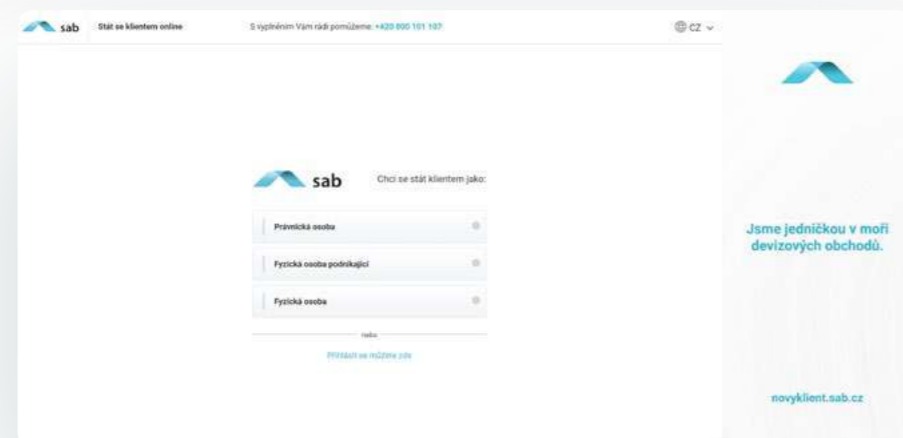 sab
Stát se klientem online
S vyplněním Vám rádi pomůžeme: +420 800 101 107
CZ
sab
Chci se stát klientem jako:
Právnická osoba
Fyzická osoba podnikající
Fyzická osoba
nebo
Přihlásit se můžete zde
Jsme jedničkou v moři
devizových obchodů.
novyklient.sab.cz